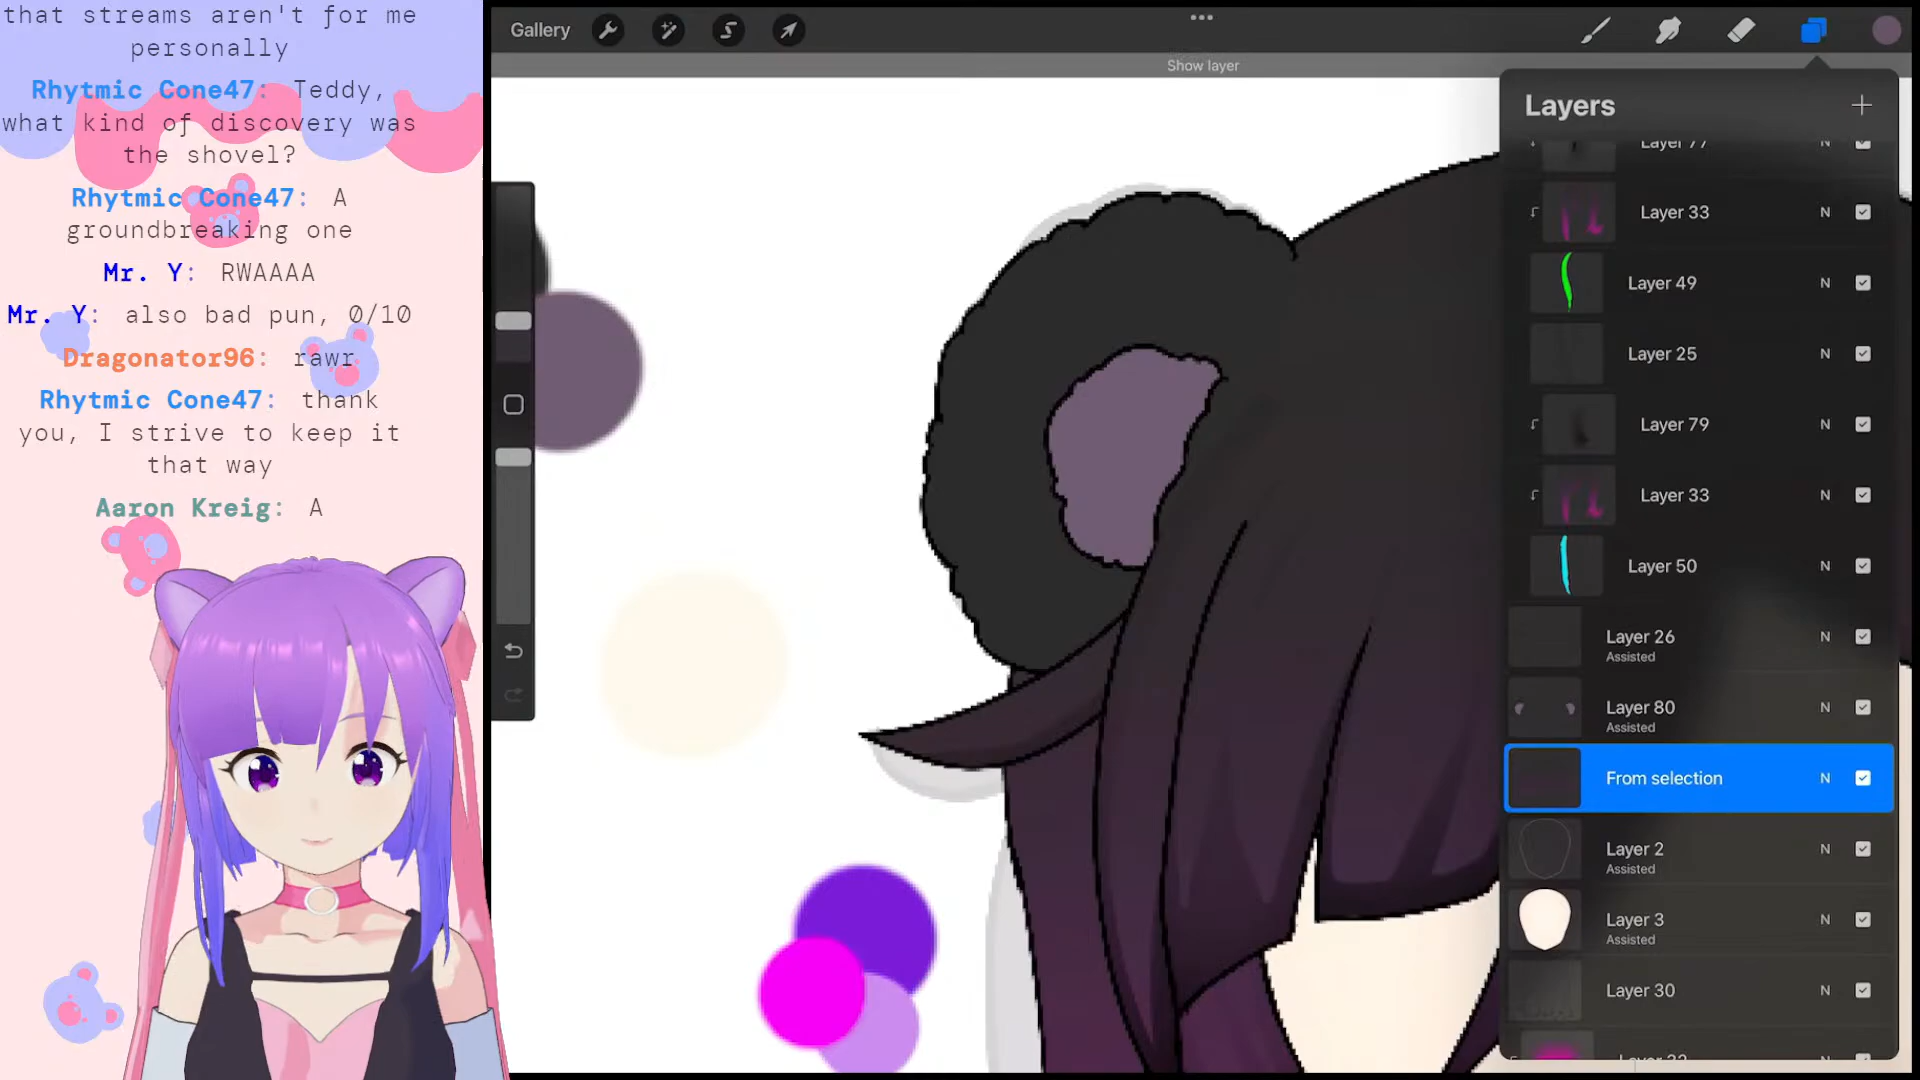 that streams aren't for me
personally
Rhytmic Cone47: Teddy,
what kind of discovery was
the shovel?
Rhytmic Cone47: A
groundbreaking one
Mr. Y: RWAAAA
Mr. Y: also bad pun, 0/10
Dragonator96: rawr
Rhytmic Cone47: thank
you, I strive to keep it
that way
Aaron Kreig: A
Gallery
Show layer
Layers
Layer 77 N
Layer 33 N
Layer 49 N
Layer 25 N
Layer 79 N
Layer 33 N
Layer 50 N
Layer 26 N
Assisted
Layer 80 N
Assisted
From selection N
Layer 2 N
Assisted
Layer 3 N
Assisted
Layer 30 N